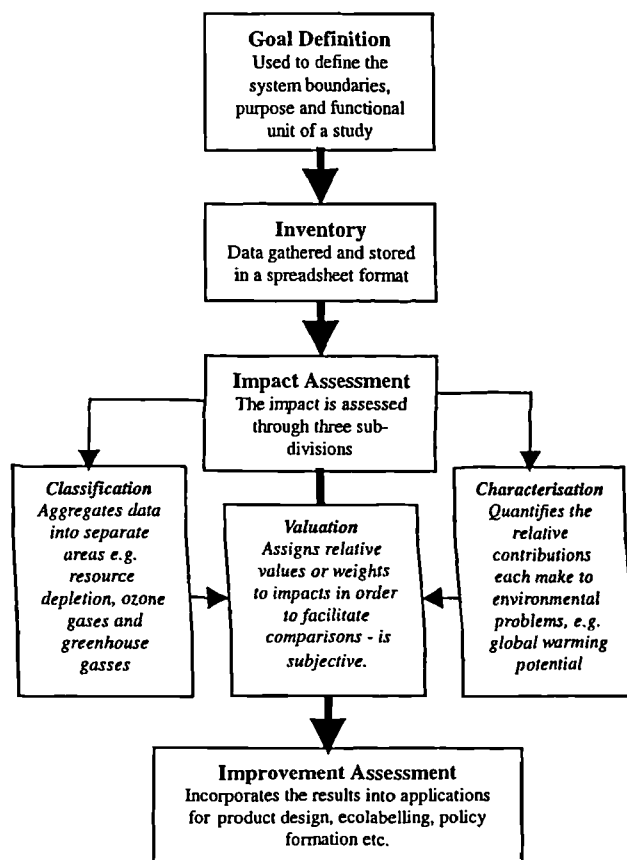 Goal Definition
Used to define the
system boundaries,
purpose and functional
unit of a study
Inventory
Data gathered and stored
in a spreadsheet format
Impact Assessment
The impact is assessed
through three sub-
divisions
Classification
Aggregates data
into separate
areas e.g.
resource
depletion, ozone
gases and
greenhouse
gasses
Valuation
Assigns relative
values or weights
to impacts in order
to facilitate
comparisons - is
subjective.
Characterisation
Quantifies the
relative
contributions
each make to
environmental
problems, e.g.
global warming
potential
Improvement Assessment
Incorporates the results into applications
for product design, ecolabelling, policy
formation etc.